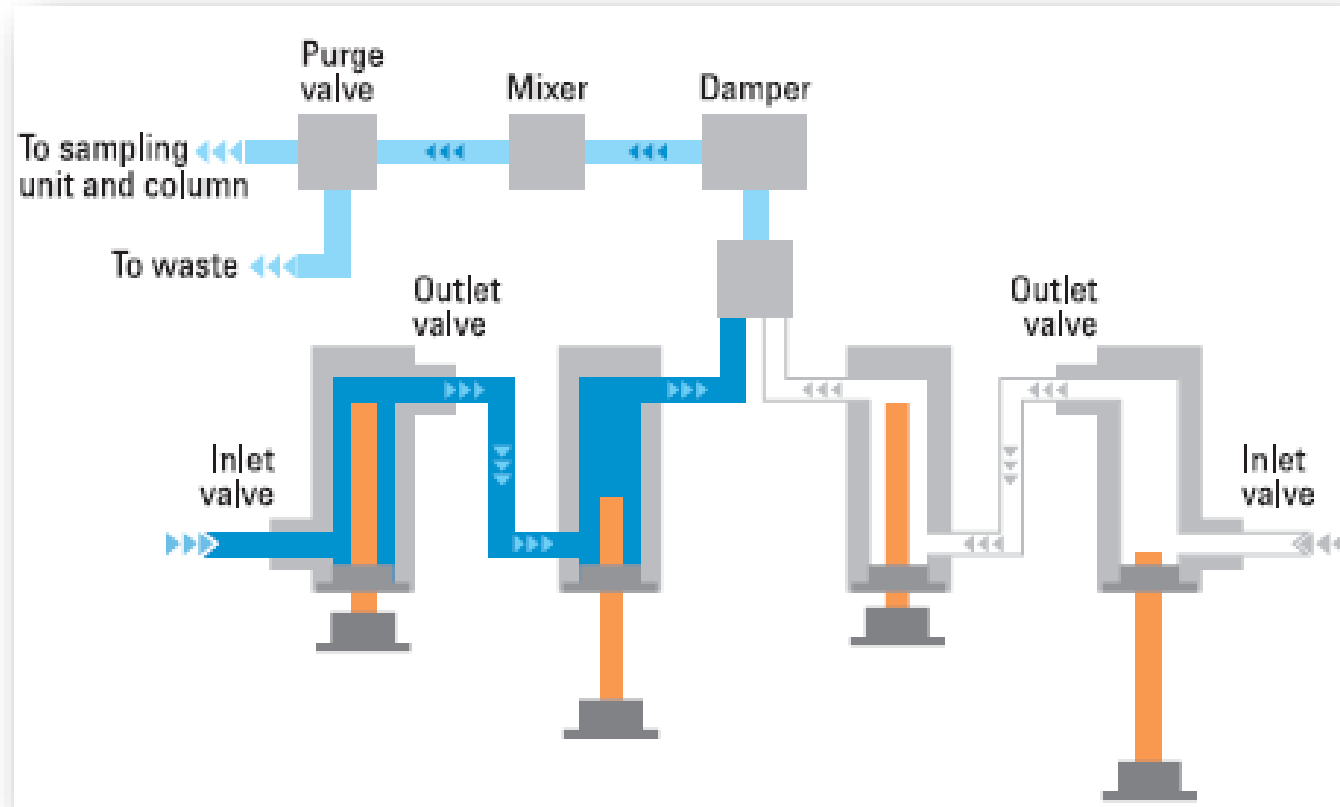 Purge
valve
Mixer
Damper
To sampling
unit and column
To waste
Outlet
valve
Outlet
valve
Inlet
valve
Inlet
valve